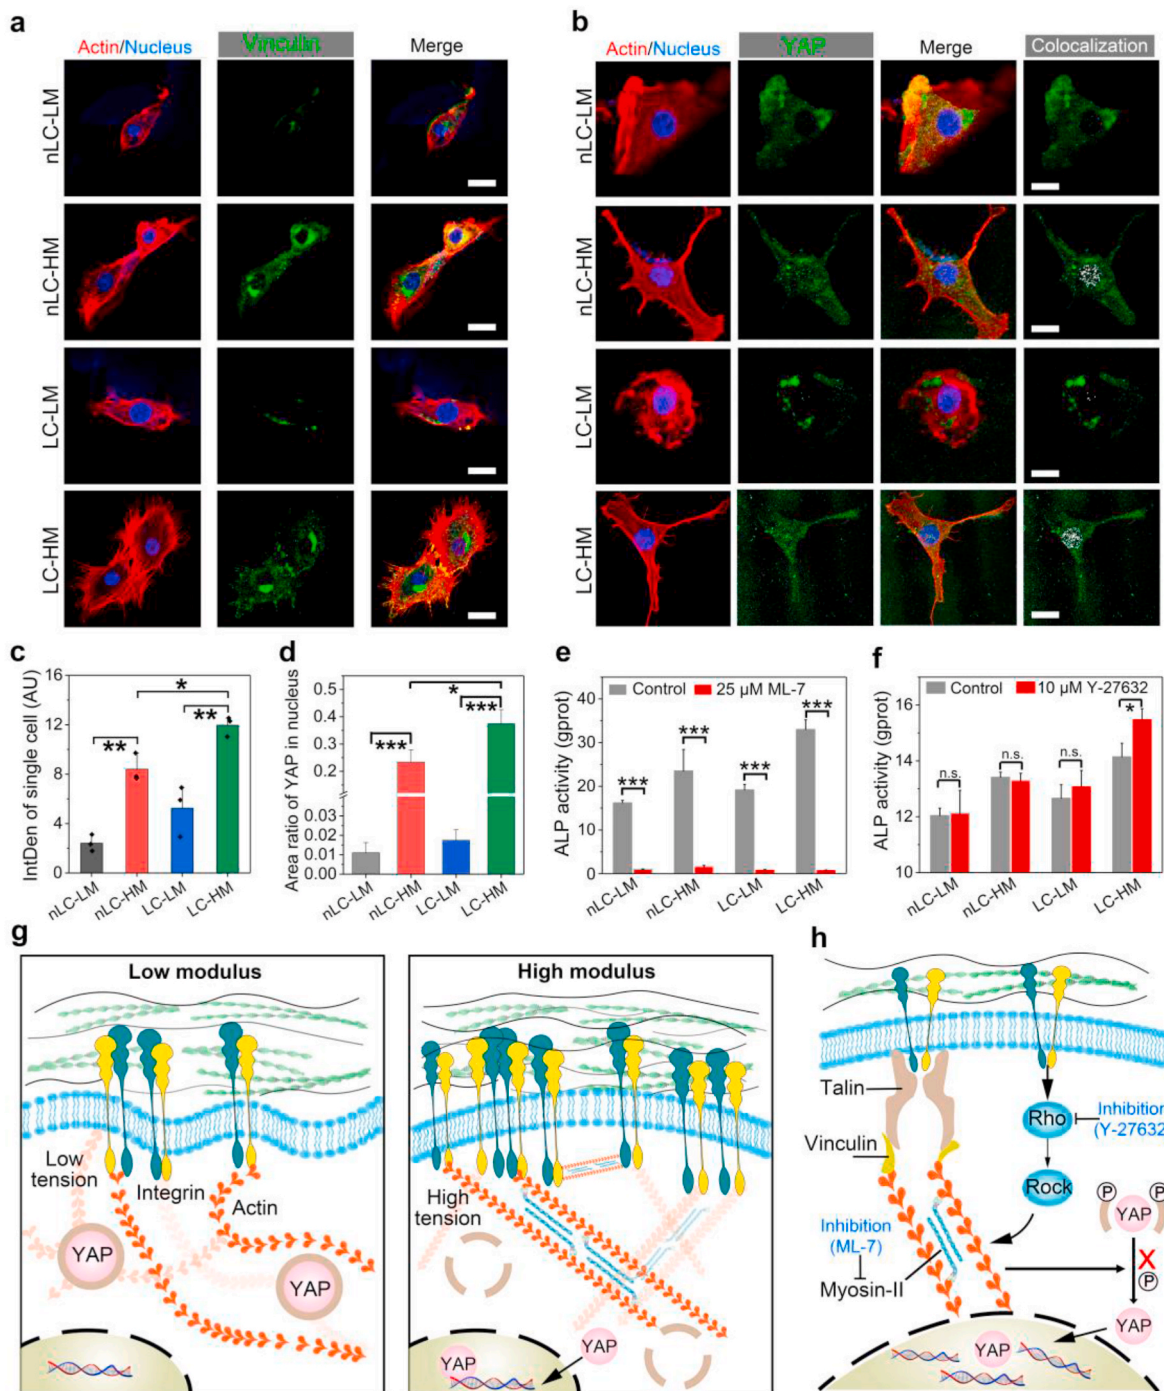 a
Actin/Nucleus Vinculin Merge
nLC-LM
nLC-HM
LC-LM
LC-HM
b
Actin/Nucleus YAP Merge Colocalization
nLC-LM
nLC-HM
LC-LM
LC-HM
c
IntDen of single cell (AU)
16
12
8
4
0
*
**
**
nLC-LM nLC-HM LC-LM LC-HM
d
Area ratio of YAP in nucleus
0.5
0.4
0.3
0.2
0.03
0.02
0.01
0.00
*
***
***
nLC-LM nLC-HM LC-LM LC-HM
e
ALP activity (gprot)
Control 25 µM ML-7
40
30
20
10
0
*** *** *** ***
nLC-LM nLC-HM LC-LM LC-HM
f
ALP activity (gprot)
Control 10 µM Y-27632
16
14
12
10
n.s. n.s. n.s. *
nLC-LM nLC-HM LC-LM LC-HM
g
Low modulus
Low
tension
Integrin
Actin
YAP
YAP
High modulus
High
tension
YAP
YAP
h
Talin
Vinculin
Rho
Inhibition
(Y-27632
Rock
Inhibition
(ML-7)
Myosin-II
P P
YAP
X
P
YAP
YAP